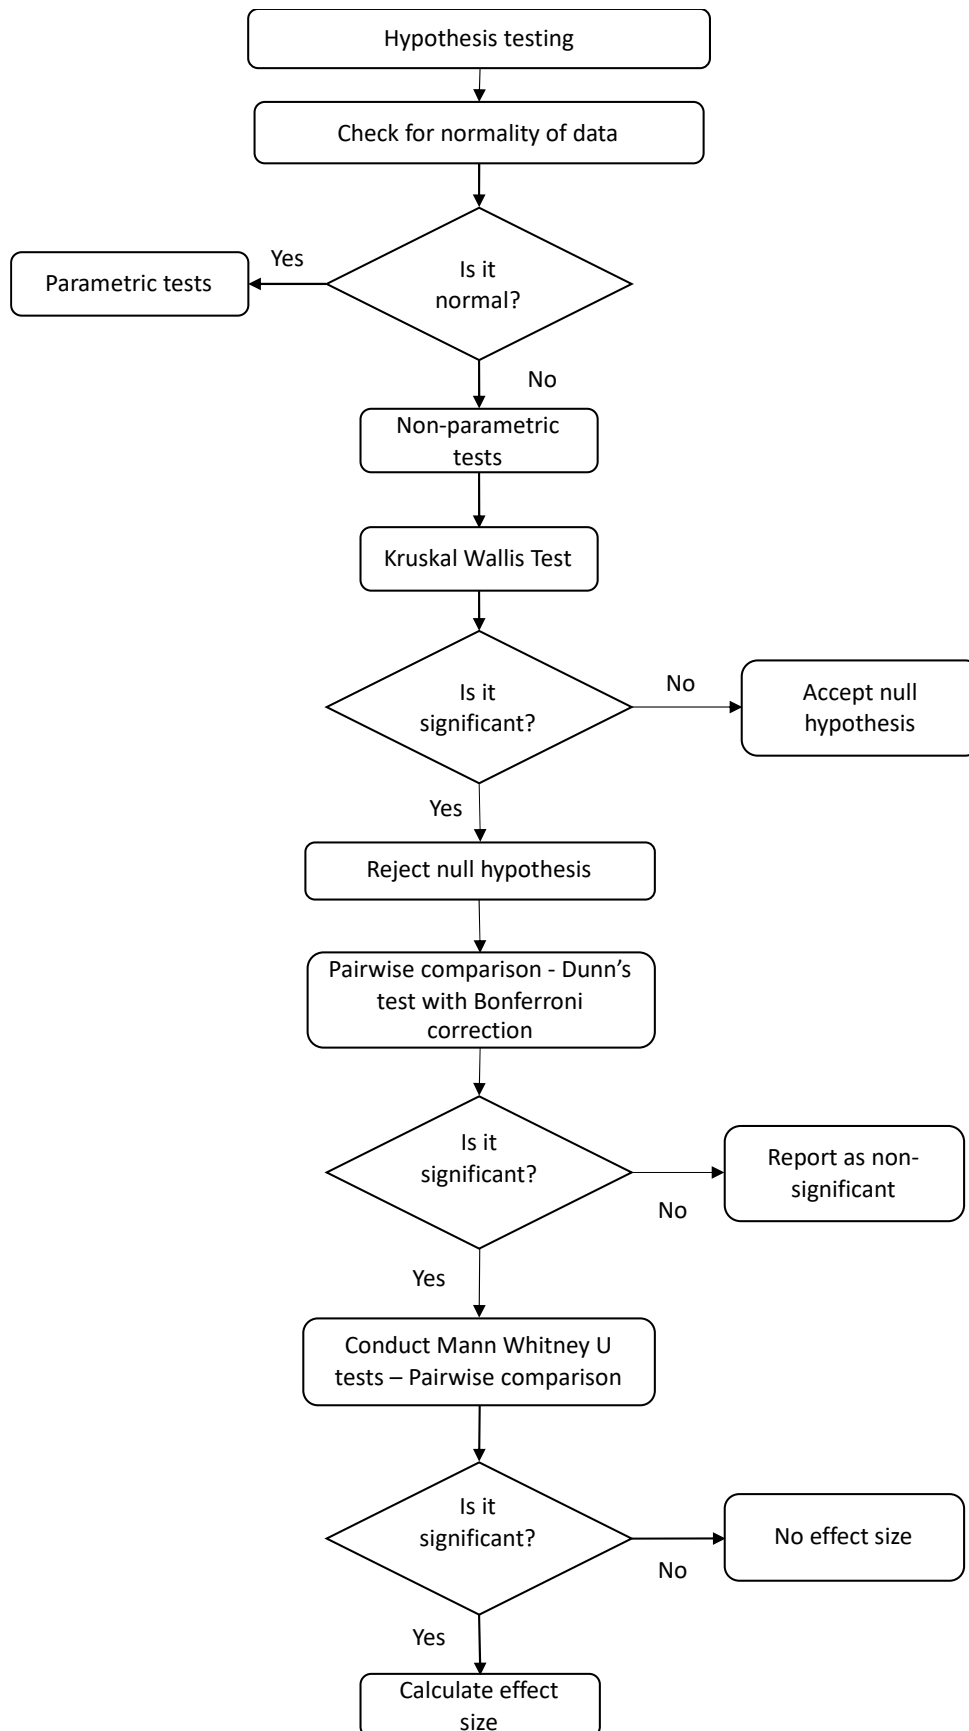 Hypothesis testing
Check for normality of data
Yes
Parametric tests
Is it
normal?
No
Non-parametric
tests
Kruskal Wallis Test
Is it
significant?
No
Accept null
hypothesis
Yes
Reject null hypothesis
Pairwise comparison - Dunn’s
test with Bonferroni
correction
Is it
significant?
No
Report as non-
significant
Yes
Conduct Mann Whitney U
tests – Pairwise comparison
Is it
significant?
No
No effect size
Yes
Calculate effect
size